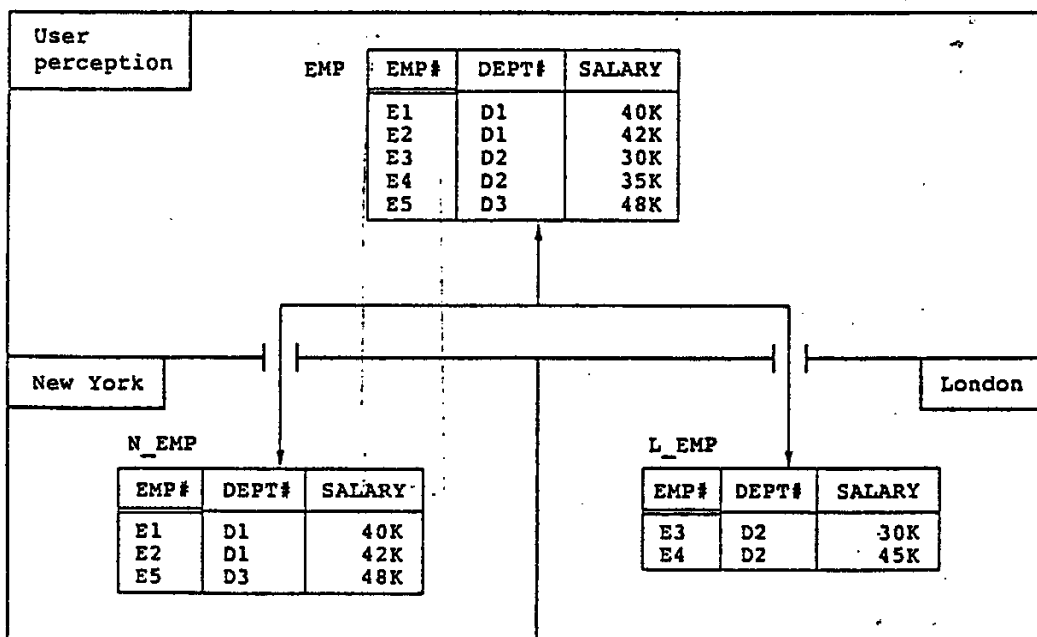 User
perception
EMP
EMP# DEPT# SALARY
E1 D1 40K
E2 D1 42K
E3 D2 30K
E4 D2 35K
E5 D3 48K
New York
London
N_EMP
EMP# DEPT# SALARY
E1 D1 40K
E2 D1 42K
E5 D3 48K
L_EMP
EMP# DEPT# SALARY
E3 D2 30K
E4 D2 45K